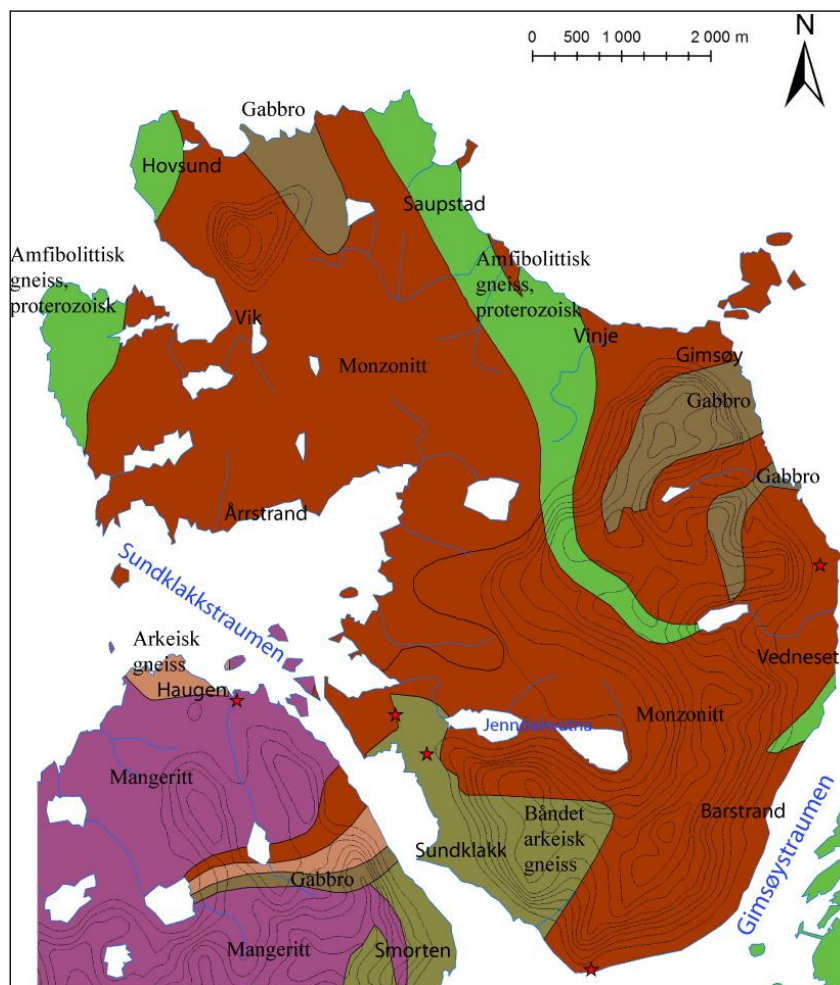 N
0 500 1 000 2 000 m
Gabbro
Hovsund
Saupstad
Amfibolittisk
gneiss,
proterozoisk
Amfibolittisk
gneiss,
proterozoisk
Vik
Vinje
Gimsøy
Monzonitt
Gabbro
Gabbro
Årrstrand
Sundklakkstraumen
Arkeisk
gneiss
Haugen
Vedneset
Monzonitt
Jenndalsvatna
Mangeritt
Barstrand
Båndet
arkeisk
gneiss
Sundklakk
Gabbro
Gimsøystraumen
Mangeritt
Smorten